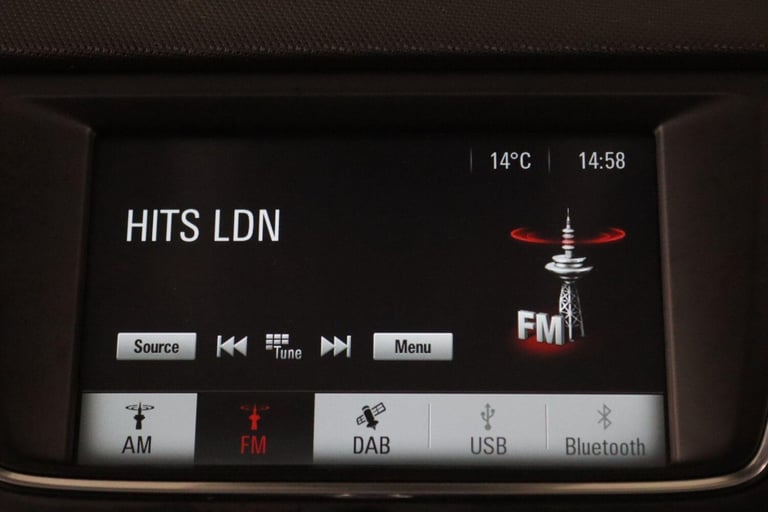 14°C 14:58
HITS LDN
FM
Source Tune Menu
AM FM DAB USB Bluetooth